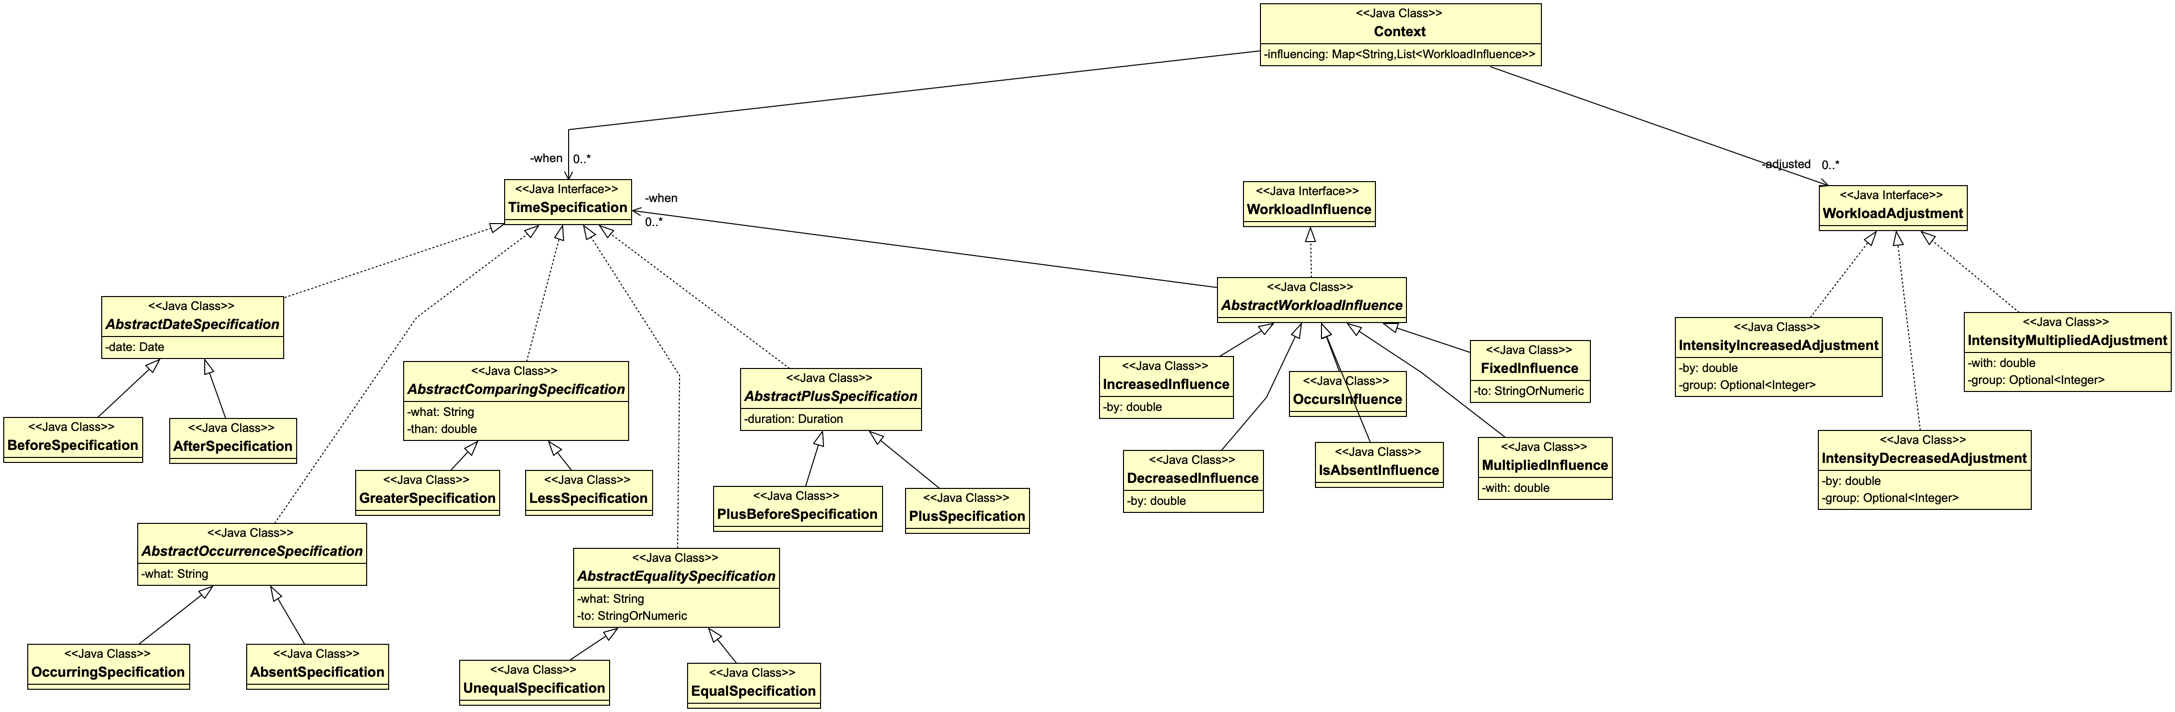 <<Java Class>>
Context
-influencing: Map<String,List<WorkloadInfluence>>
-when 0..*
-adjusted 0..*
<<Java Interface>>
TimeSpecification
-when
0..*
<<Java Interface>>
WorkloadInfluence
<<Java Interface>>
WorkloadAdjustment
<<Java Class>>
AbstractDateSpecification
-date: Date
<<Java Class>>
AbstractWorkloadInfluence
<<Java Class>>
BeforeSpecification
<<Java Class>>
AfterSpecification
<<Java Class>>
AbstractComparingSpecification
-what: String
-than: double
<<Java Class>>
GreaterSpecification
<<Java Class>>
LessSpecification
<<Java Class>>
AbstractPlusSpecification
-duration: Duration
<<Java Class>>
PlusBeforeSpecification
<<Java Class>>
PlusSpecification
<<Java Class>>
AbstractOccurrenceSpecification
-what: String
<<Java Class>>
OccurringSpecification
<<Java Class>>
AbsentSpecification
<<Java Class>>
AbstractEqualitySpecification
-what: String
-to: StringOrNumeric
<<Java Class>>
UnequalSpecification
<<Java Class>>
EqualSpecification
<<Java Class>>
IncreasedInfluence
-by: double
<<Java Class>>
DecreasedInfluence
-by: double
<<Java Class>>
OccursInfluence
<<Java Class>>
IsAbsentInfluence
<<Java Class>>
FixedInfluence
-to: StringOrNumeric
<<Java Class>>
MultipliedInfluence
-with: double
<<Java Class>>
IntensityIncreasedAdjustment
-by: double
-group: Optional<Integer>
<<Java Class>>
IntensityMultipliedAdjustment
-with: double
-group: Optional<Integer>
<<Java Class>>
IntensityDecreasedAdjustment
-by: double
-group: Optional<Integer>